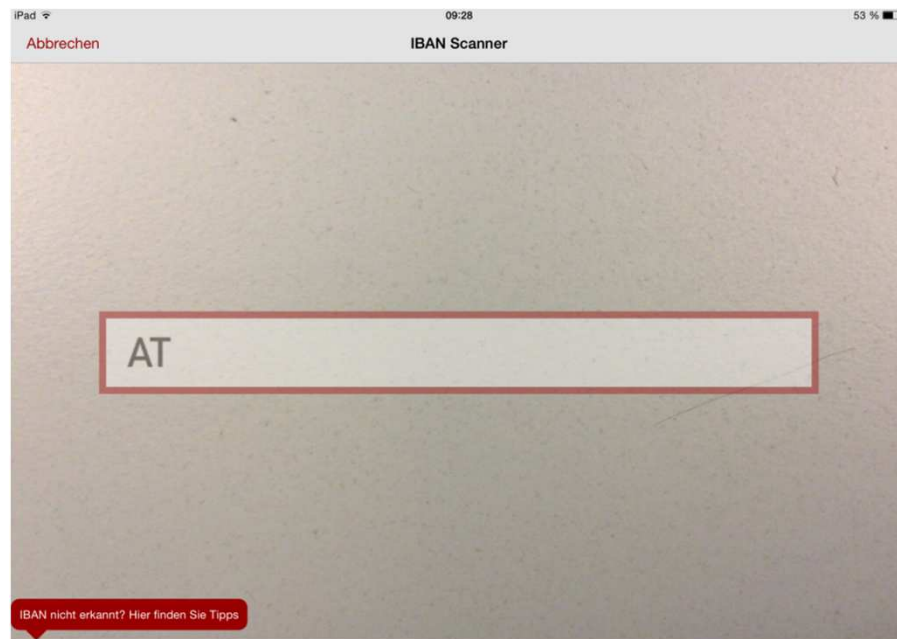 iPad 09:28 53 %
Abbrechen IBAN Scanner
AT
IBAN nicht erkannt? Hier finden Sie Tipps